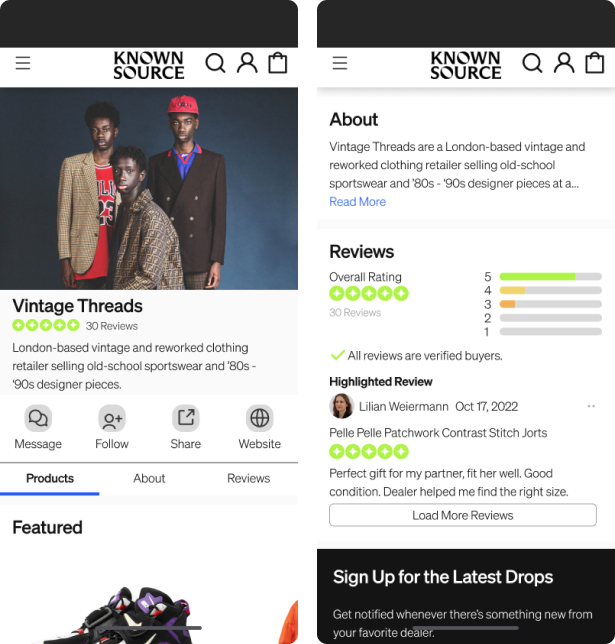 KNOWN
SOURCE
Vintage Threads
30 Reviews
London-based vintage and reworked clothing
retailer selling old-school sportswear and '80s -
'90s designer pieces.
Message
Follow
Share
Website
Products
About
Reviews
Featured
KNOWN
SOURCE
About
Vintage Threads are a London-based vintage and
reworked clothing retailer selling old-school
sportswear and '80s - '90s designer pieces at a...
Read More
Reviews
Overall Rating
30 Reviews
5
4
3
2
1
All reviews are verified buyers.
Highlighted Review
Lilian Weiermann Oct 17, 2022
Pelle Pelle Patchwork Contrast Stitch Jorts
Perfect gift for my partner, fit her well. Good
condition. Dealer helped me find the right size.
Load More Reviews
Sign Up for the Latest Drops
Get notified whenever there's something new from
your favorite dealer.